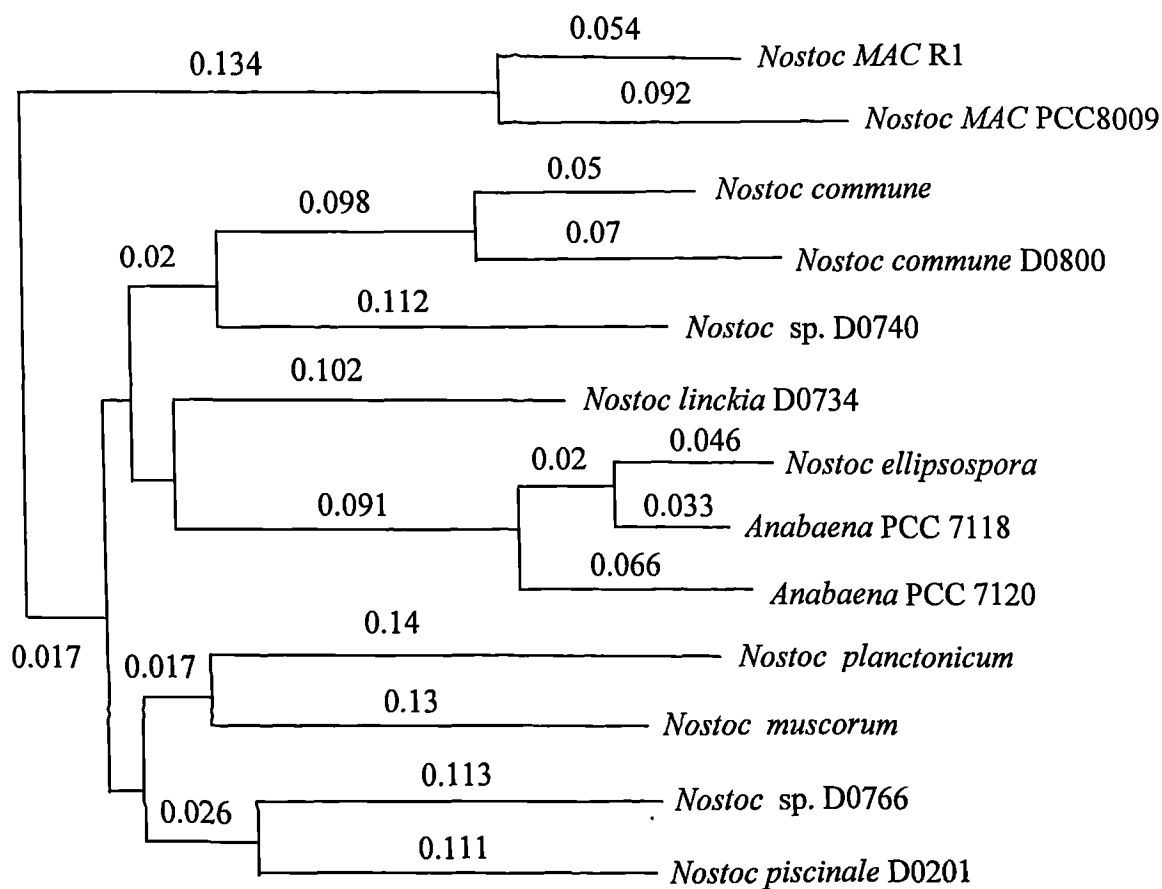 0.054
0.134
Nostoc MAC R1
0.092
Nostoc MAC PCC8009
0.05
Nostoc commune
0.098
0.07
Nostoc commune D0800
0.02
0.112
Nostoc sp. D0740
0.102
Nostoc linckia D0734
0.046
0.02
Nostoc ellipsospora
0.091
0.033
Anabaena PCC 7118
0.066
Anabaena PCC 7120
0.14
0.017
0.017
Nostoc planctonicum
0.13
Nostoc muscorum
0.113
0.026
Nostoc sp. D0766
0.111
Nostoc piscinale D0201